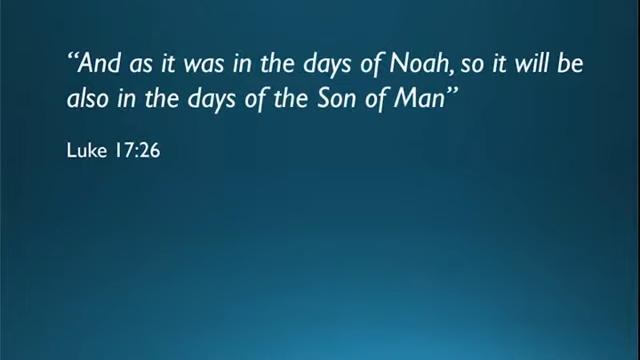 “And as it was in the days of Noah, so it will be
also in the days of the Son of Man”
Luke 17:26